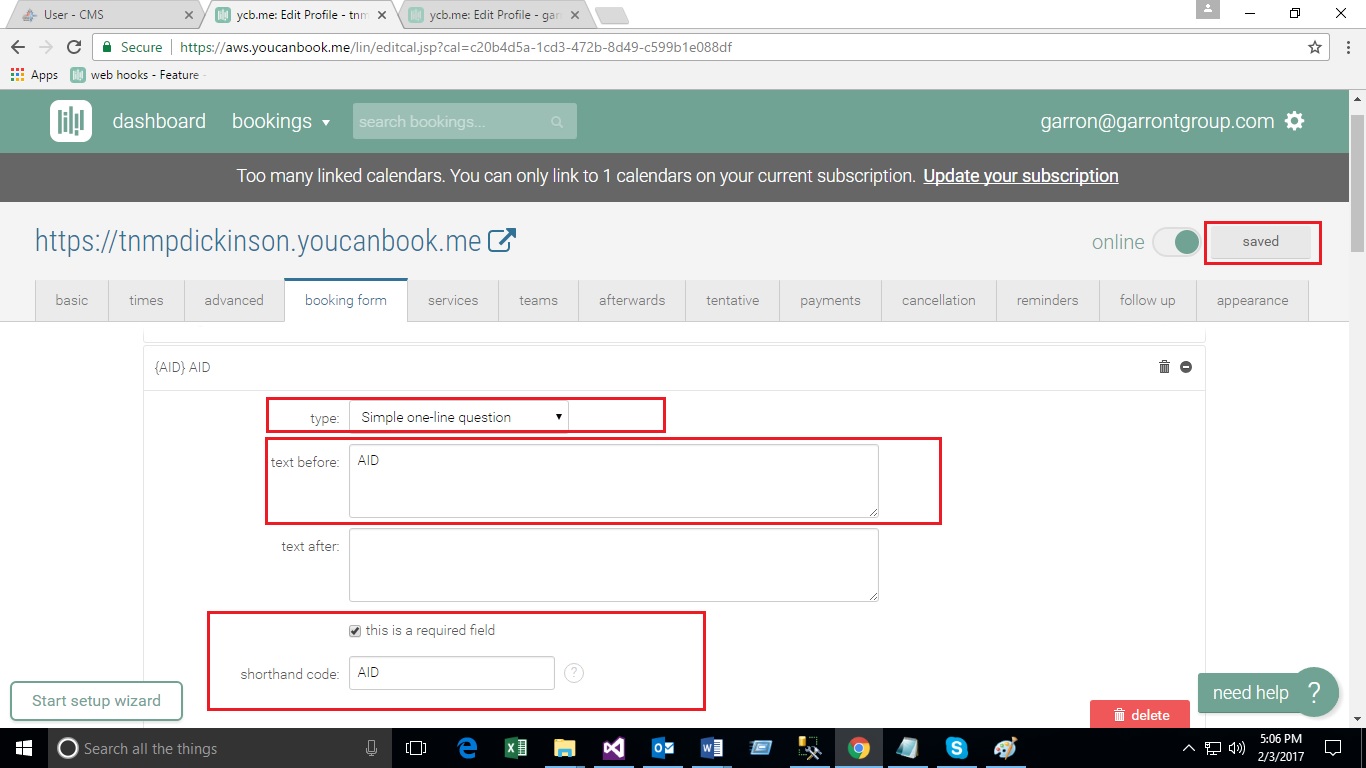 User - CMS
ycb.me: Edit Profile - tnm
ycb.me: Edit Profile - gar
Secure https://aws.youcanbook.me/lin/editcal.jsp?cal=c20b4d5a-1cd3-472b-8d49-c599b1e088df
Apps web hooks - Feature
dashboard bookings search bookings... garron@garrontgroup.com
Too many linked calendars. You can only link to 1 calendars on your current subscription. Update your subscription
https://tnmpdickinson.youcanbook.me online saved
basic times advanced booking form services teams afterwards tentative payments cancellation reminders follow up appearance
{AID} AID
type: Simple one-line question
text before: AID
text after:
this is a required field
shorthand code: AID ?
Start setup wizard
need help ?
delete
Search all the things
5:06 PM
2/3/2017